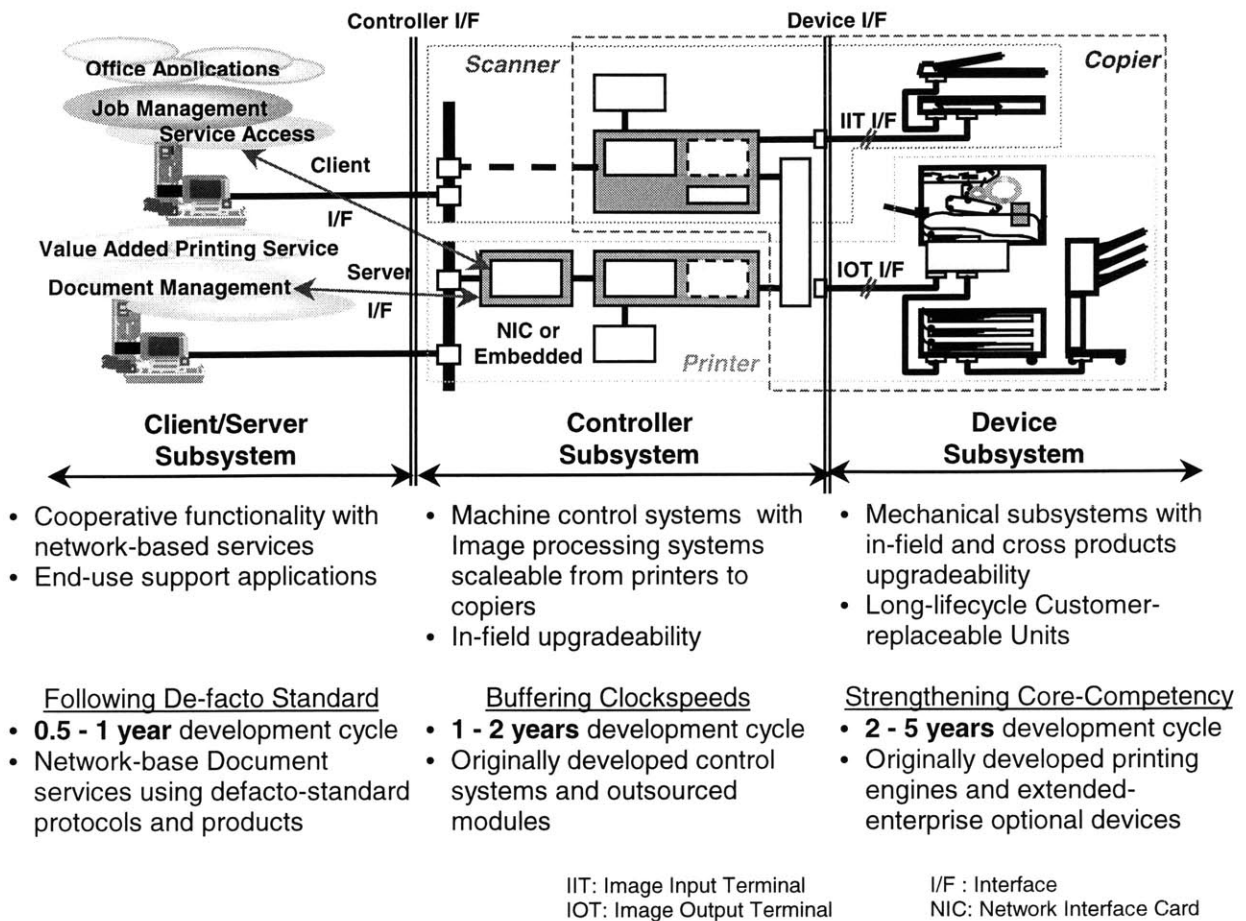 Controller I/F
Device I/F
Office Applications
Job Management
Service Access
Client
I/F
Value Added Printing Service
Server
Document Management
I/F
Scanner
Copier
IIT I/F
IOT I/F
NIC or
Embedded
Printer
Client/Server
Subsystem
Controller
Subsystem
Device
Subsystem
• Cooperative functionality with
network-based services
• End-use support applications
• Machine control systems with
Image processing systems
scaleable from printers to
copiers
• In-field upgradeability
• Mechanical subsystems with
in-field and cross products
upgradeability
• Long-lifecycle Customer-
replaceable Units
Following De-facto Standard
• 0.5 - 1 year development cycle
• Network-base Document
services using defacto-standard
protocols and products
Buffering Clockspeeds
• 1 - 2 years development cycle
• Originally developed control
systems and outsourced
modules
Strengthening Core-Competency
• 2 - 5 years development cycle
• Originally developed printing
engines and extended-
enterprise optional devices
IIT: Image Input Terminal
IOT: Image Output Terminal
I/F : Interface
NIC: Network Interface Card